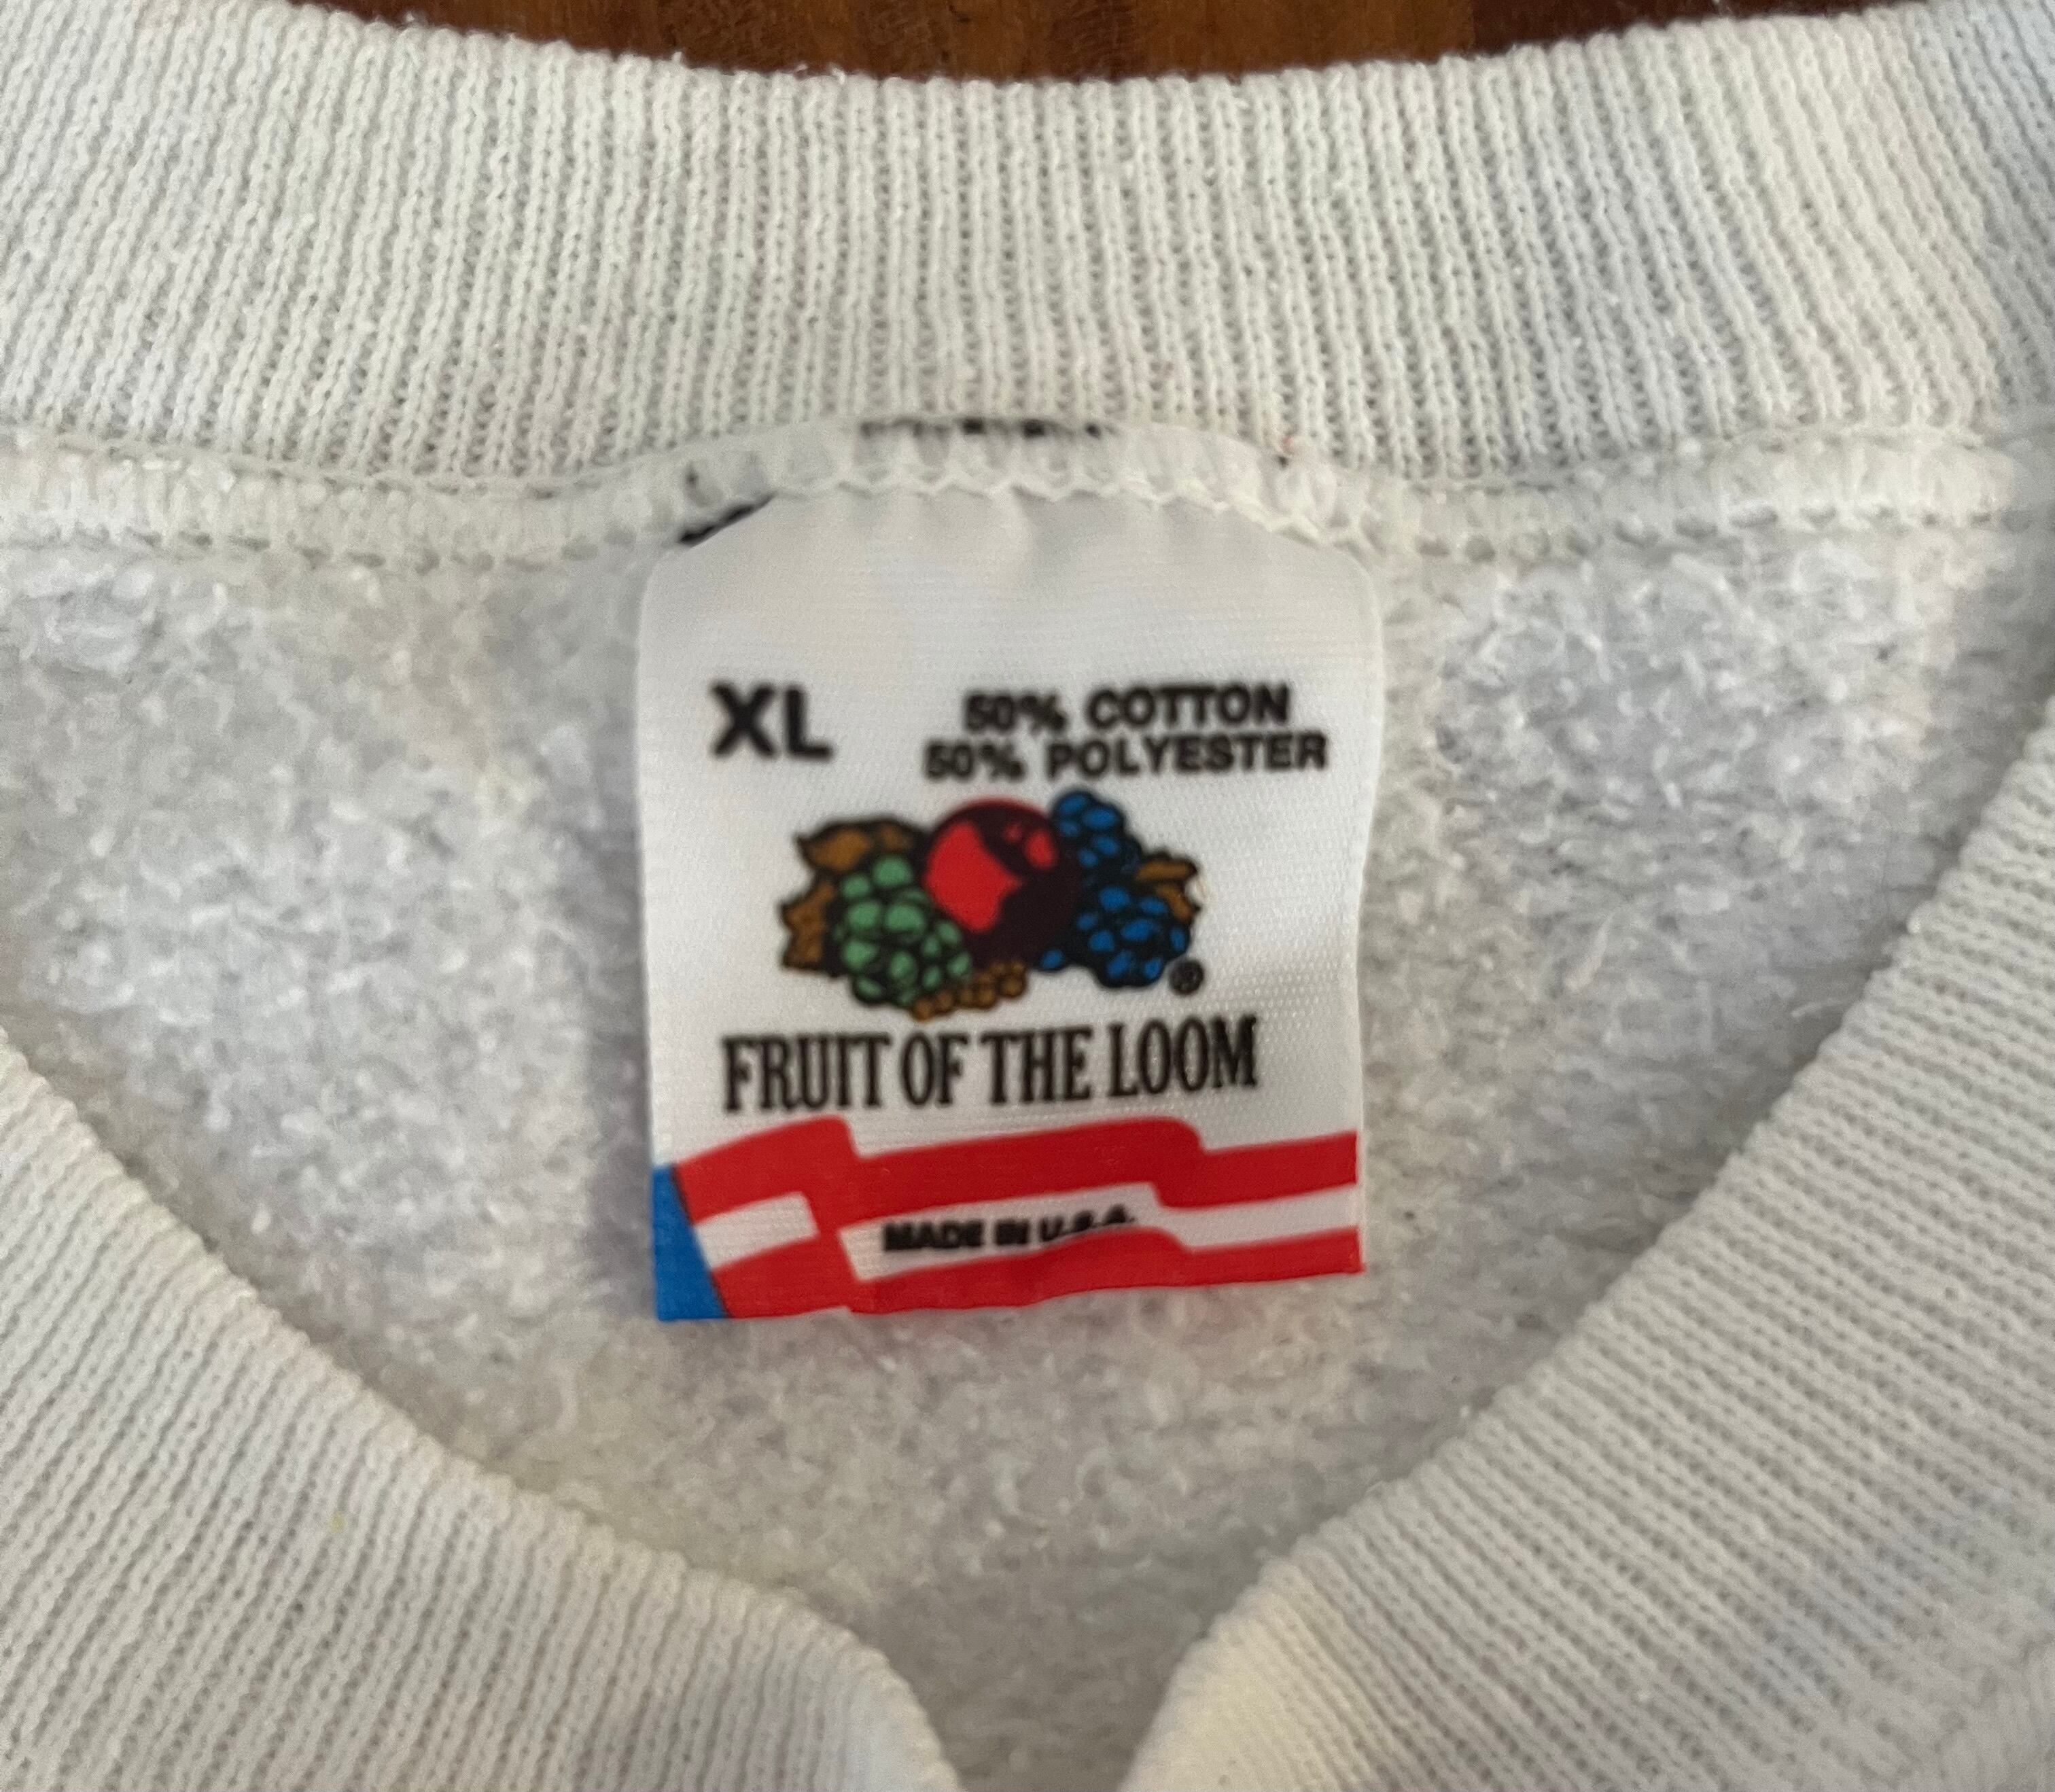 XL
50% COTTON
50% POLYESTER
®
FRUIT OF THE LOOM
MADE IN U.S.A.